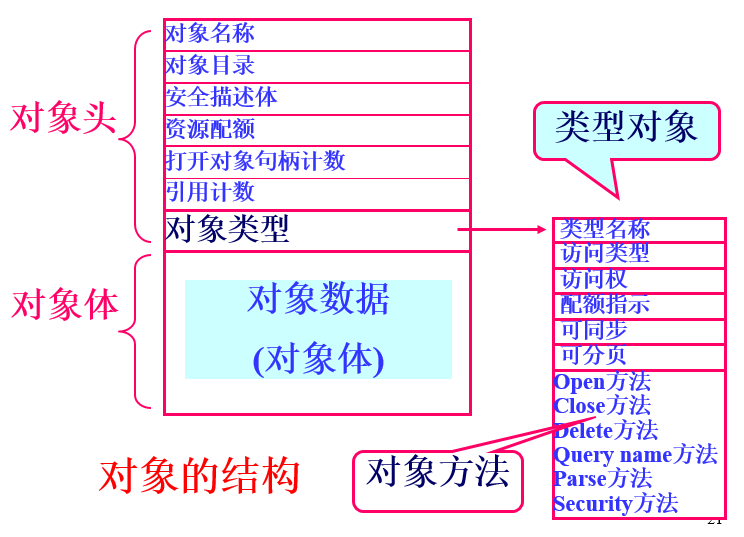 对象名称
对象目录
安全描述体
资源配额
打开对象句柄计数
引用计数
对象类型
对象头
对象体
对象数据
(对象体)
类型对象
类型名称
访问类型
访问权
配额指示
可同步
可分页
Open方法
Close方法
Delete方法
Query name方法
Parse方法
Security方法
对象方法
对象的结构
21